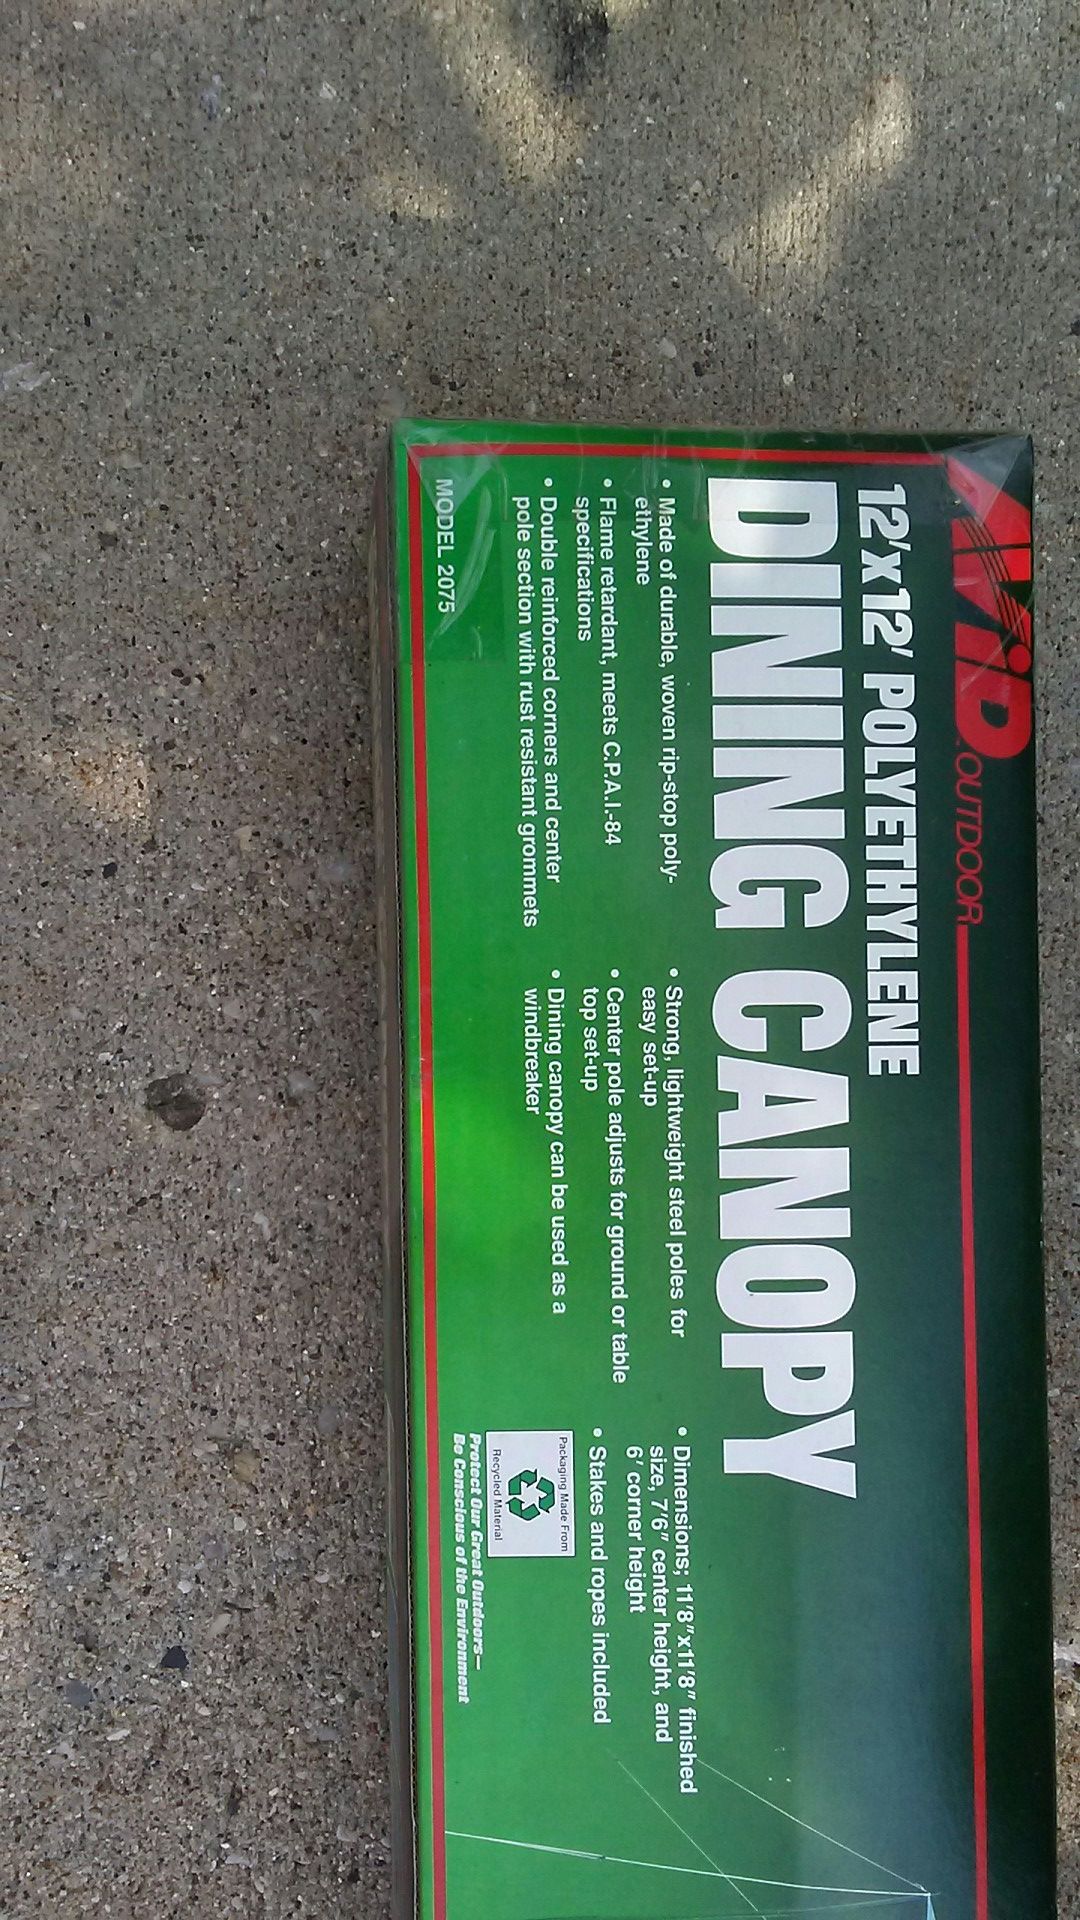 OUTDOOR
12'x12' POLYETHYLENE
DINING CANOPY
• Made of durable, woven rip-stop poly-
ethylene
• Flame retardant, meets C.P.A.I.-84
specifications
• Double reinforced corners and center
pole section with rust resistant grommets
• Strong, lightweight steel poles for
easy set-up
• Center pole adjusts for ground or table
top set-up
• Dining canopy can be used as a
windbreaker
• Dimensions; 11'8"x11'8" finished
size, 7'6" center height, and
6' corner height
• Stakes and ropes included
Packaging Made From
Recycled Material
Protect Our Great Outdoors—
Be Conscious of the Environment
MODEL 2075